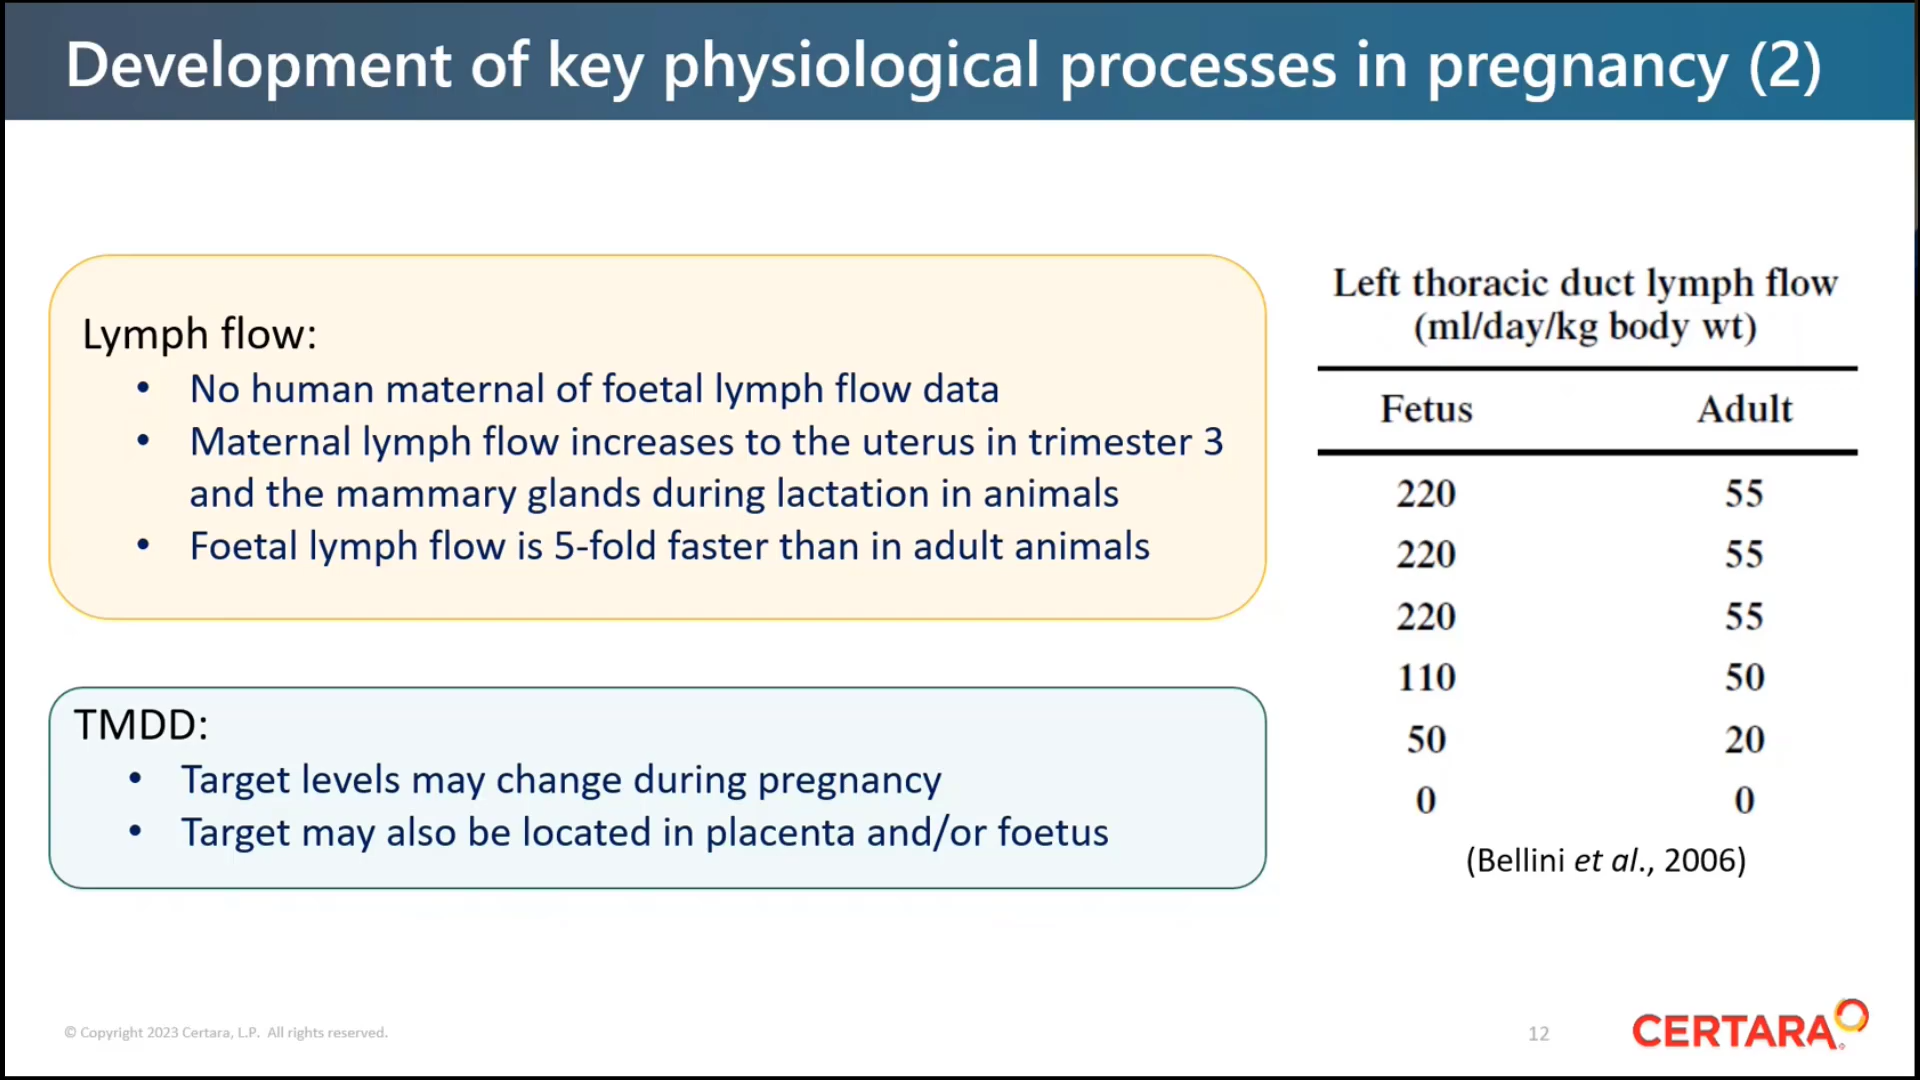 Development of key physiological processes in pregnancy (2)
Lymph flow:
• No human maternal of foetal lymph flow data
• Maternal lymph flow increases to the uterus in trimester 3
and the mammary glands during lactation in animals
• Foetal lymph flow is 5-fold faster than in adult animals
TMDD:
• Target levels may change during pregnancy
• Target may also be located in placenta and/or foetus
Left thoracic duct lymph flow
(ml/day/kg body wt)
Fetus Adult
220 55
220 55
220 55
110 50
50 20
0 0
(Bellini et al., 2006)
© Copyright 2023 Certara, L.P. All rights reserved.
12
CERTARA